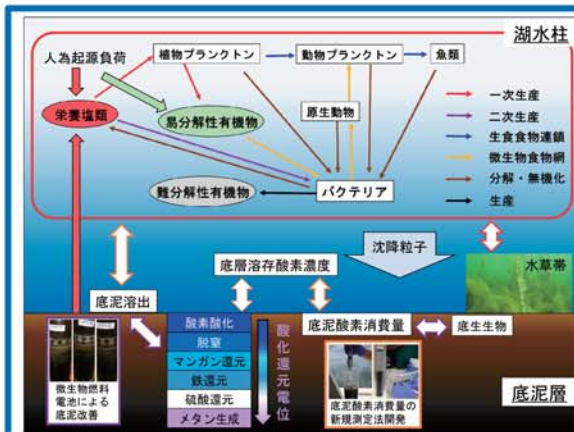 湖水柱
人為起源負荷
植物プランクトン
動物プランクトン
魚類
栄養塩類
易分解性有機物
原生動物
難分解性有機物
バクテリア
一次生産
二次生産
生食食物連鎖
微生物食物網
分解・無機化
生産
沈降粒子
底層溶存酸素濃度
水草帯
底泥溶出
酸素酸化
脱窒
マンガン還元
鉄還元
硫酸還元
メタン生成
酸化還元電位
底泥酸素消費量
底生生物
微生物燃料
電池による
底泥改善
底泥酸素消費量の
新規測定法開発
底泥層